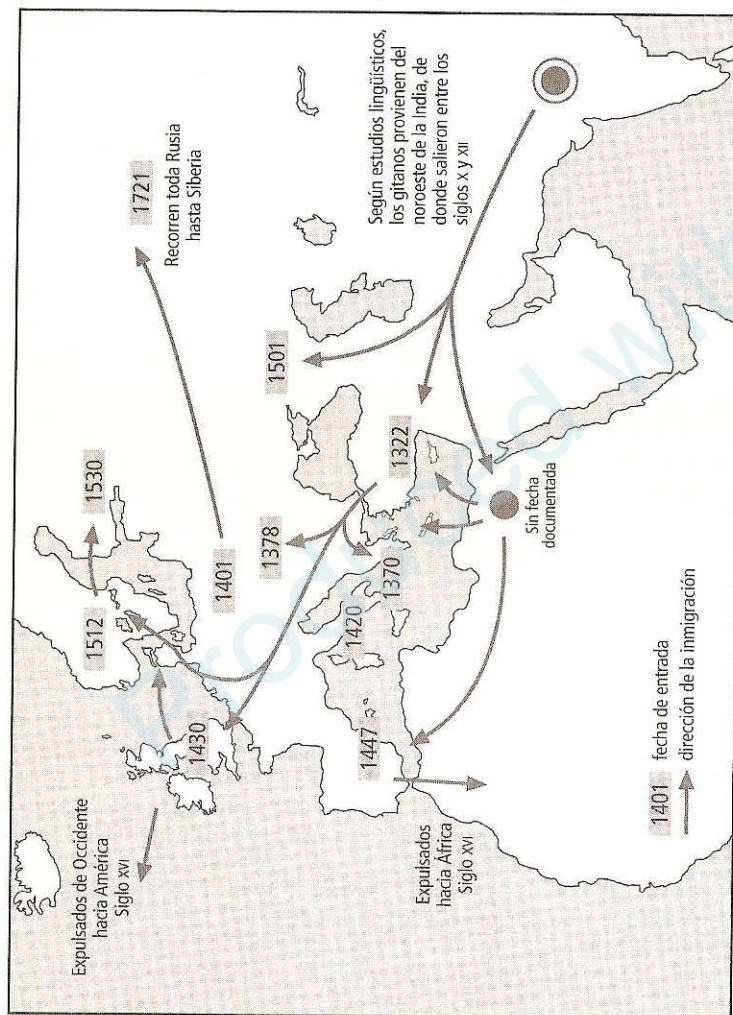 Expulsados de Occidente
hacia América
Siglo XVI
1512
1530
1721
Recorren toda Rusia
hasta Siberia
1430
1401
1378
1501
1420
1370
1322
1447
Según estudios lingüísticos,
los gitanos provienen del
noroeste de la India, de
donde salieron entre los
siglos X y XII
Sin fecha
documentada
Expulsados
hacia África
Siglo XVI
1401 fecha de entrada
dirección de la inmigración
Produced with